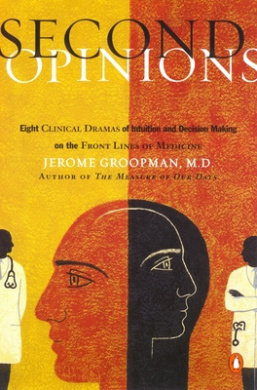 SECOND
OPINIONS
Eight CLINICAL DRAMAS of Intuition and Decision Making
on the FRONT LINES OF MEDICINE
JEROME GROOPMAN, M.D.
AUTHOR OF THE MEASURE OF OUR DAYS